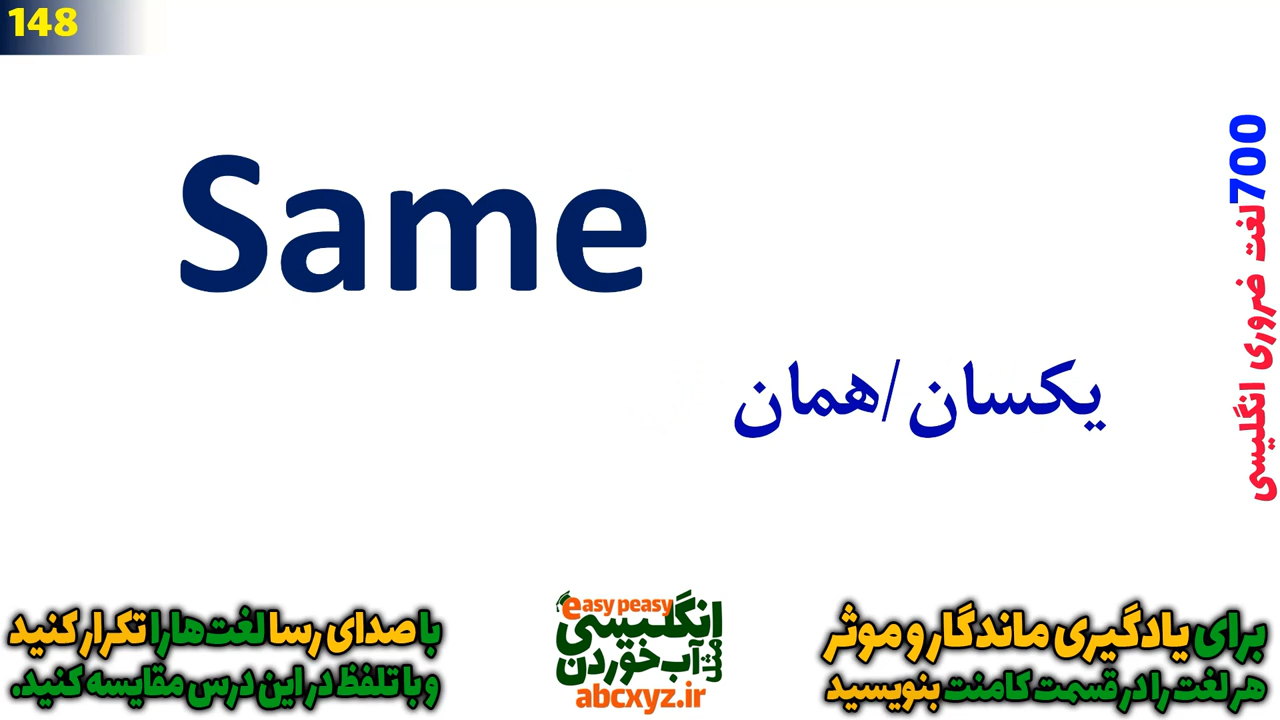 148
Same
یکسان/همان
700 لغت ضروری انگلیسی
با صدای رسا لغت‌ها را تکرار کنید
و با تلفظ در این درس مقایسه کنید.
easy peasy
انگلیسی
مثل آب خوردن
abcxyz.ir
برای یادگیری ماندگار و موثر
هر لغت را در قسمت کامنت بنویسید